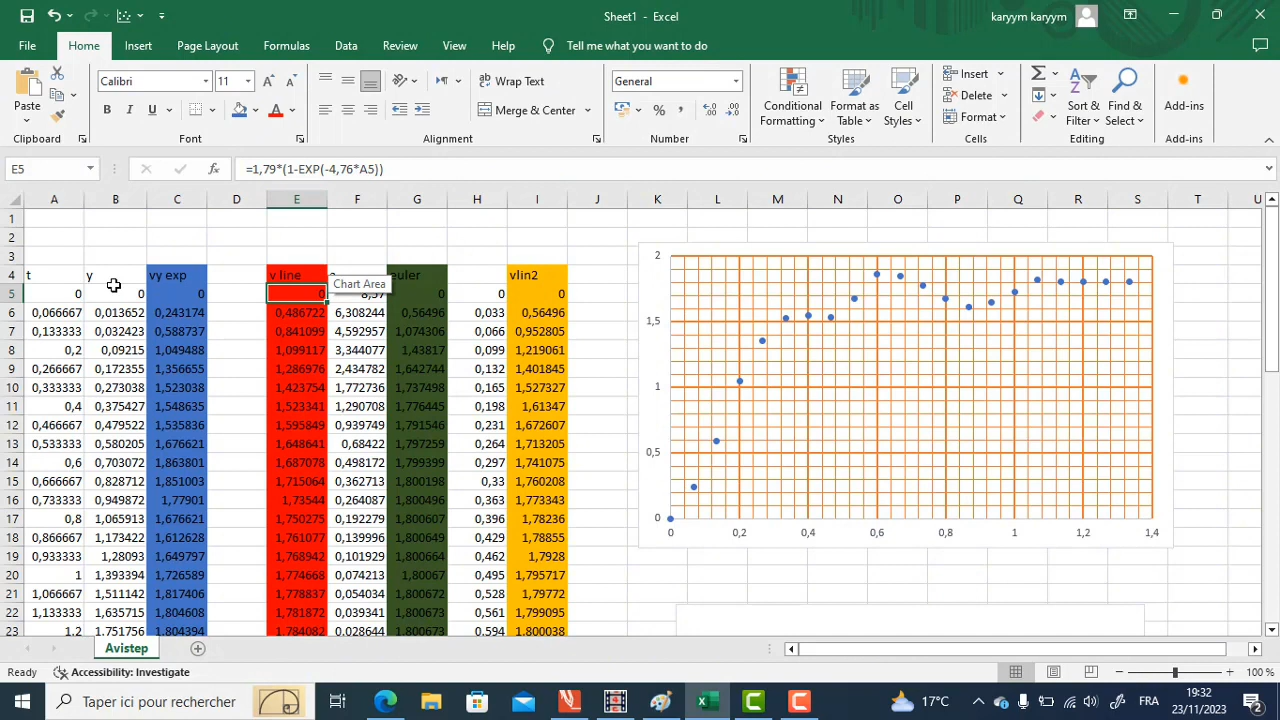 Sheet1 - Excel
karyym karyym
File Home Insert Page Layout Formulas Data Review View Help Tell me what you want to do
Paste
Clipboard
Calibri 11
B I U
Font
Wrap Text
Merge & Center
Alignment
General
Number
Conditional Formatting
Format as Table
Cell Styles
Styles
Insert
Delete
Format
Cells
Sort & Filter
Find & Select
Editing
Add-ins
Add-ins
E5 fx =1,79*(1-EXP(-4,76*A5))
A B C D E F G H I J K L M N O P Q R S T U
1
2
3
4 t y vy exp v line euler vlin2
Chart Area
5 0 0 0 0 8,57 0 0 0
6 0,066667 0,013652 0,243174 0,486722 6,308244 0,56496 0,033 0,56496
7 0,133333 0,032423 0,588737 0,841099 4,592957 1,074306 0,066 0,952805
8 0,2 0,09215 1,049488 1,099117 3,344077 1,43817 0,099 1,219061
9 0,266667 0,172355 1,356655 1,286976 2,434782 1,642744 0,132 1,401845
10 0,333333 0,273038 1,523038 1,423754 1,772736 1,737498 0,165 1,527327
11 0,4 0,375427 1,548635 1,523341 1,290708 1,776445 0,198 1,61347
12 0,466667 0,479522 1,535836 1,595849 0,939749 1,791546 0,231 1,672607
13 0,533333 0,580205 1,676621 1,648641 0,68422 1,797259 0,264 1,713205
14 0,6 0,703072 1,863801 1,687078 0,498172 1,799399 0,297 1,741075
15 0,666667 0,828712 1,851003 1,715064 0,362713 1,800198 0,33 1,760208
16 0,733333 0,949872 1,77901 1,73544 0,264087 1,800496 0,363 1,773343
17 0,8 1,065913 1,676621 1,750275 0,192279 1,800607 0,396 1,78236
18 0,866667 1,173422 1,612628 1,761077 0,139996 1,800649 0,429 1,78855
19 0,933333 1,28093 1,649797 1,768942 0,101929 1,800664 0,462 1,7928
20 1 1,393394 1,726589 1,774668 0,074213 1,80067 0,495 1,795717
21 1,066667 1,511142 1,817406 1,778837 0,054031 1,800672 0,528 1,79772
22 1,133333 1,635715 1,804608 1,781872 0,039341 1,800673 0,561 1,799095
23 1,2 1,751756 1,804394 1,784082 0,028644 1,800673 0,594 1,800038
2
1,5
1
0,5
0
0 0,2 0,4 0,6 0,8 1 1,2 1,4
Avistep
Ready Accessibility: Investigate 100 %
Taper ici pour rechercher
17°C
FRA
19:32
23/11/2023
2